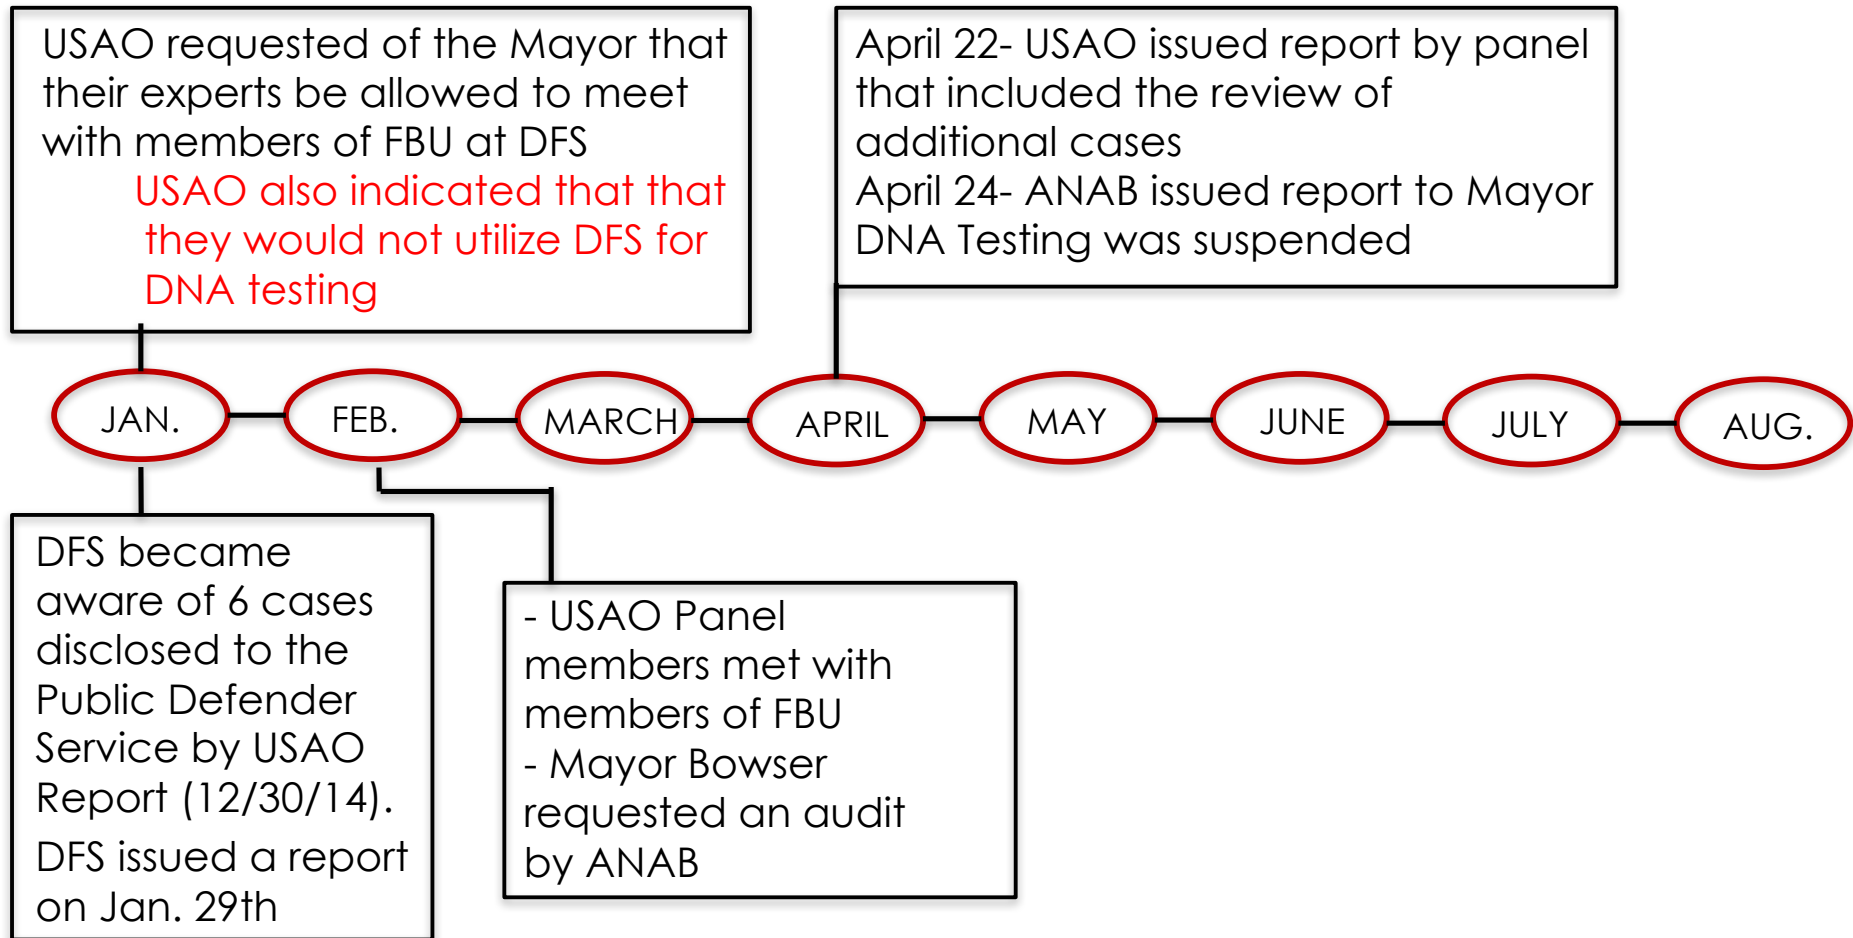 USAO requested of the Mayor that
their experts be allowed to meet
with members of FBU at DFS
USAO also indicated that that
they would not utilize DFS for
DNA testing
April 22- USAO issued report by panel
that included the review of
additional cases
April 24- ANAB issued report to Mayor
DNA Testing was suspended
JAN.
FEB.
MARCH
APRIL
MAY
JUNE
JULY
AUG.
DFS became
aware of 6 cases
disclosed to the
Public Defender
Service by USAO
Report (12/30/14).
DFS issued a report
on Jan. 29th
- USAO Panel
members met with
members of FBU
- Mayor Bowser
requested an audit
by ANAB